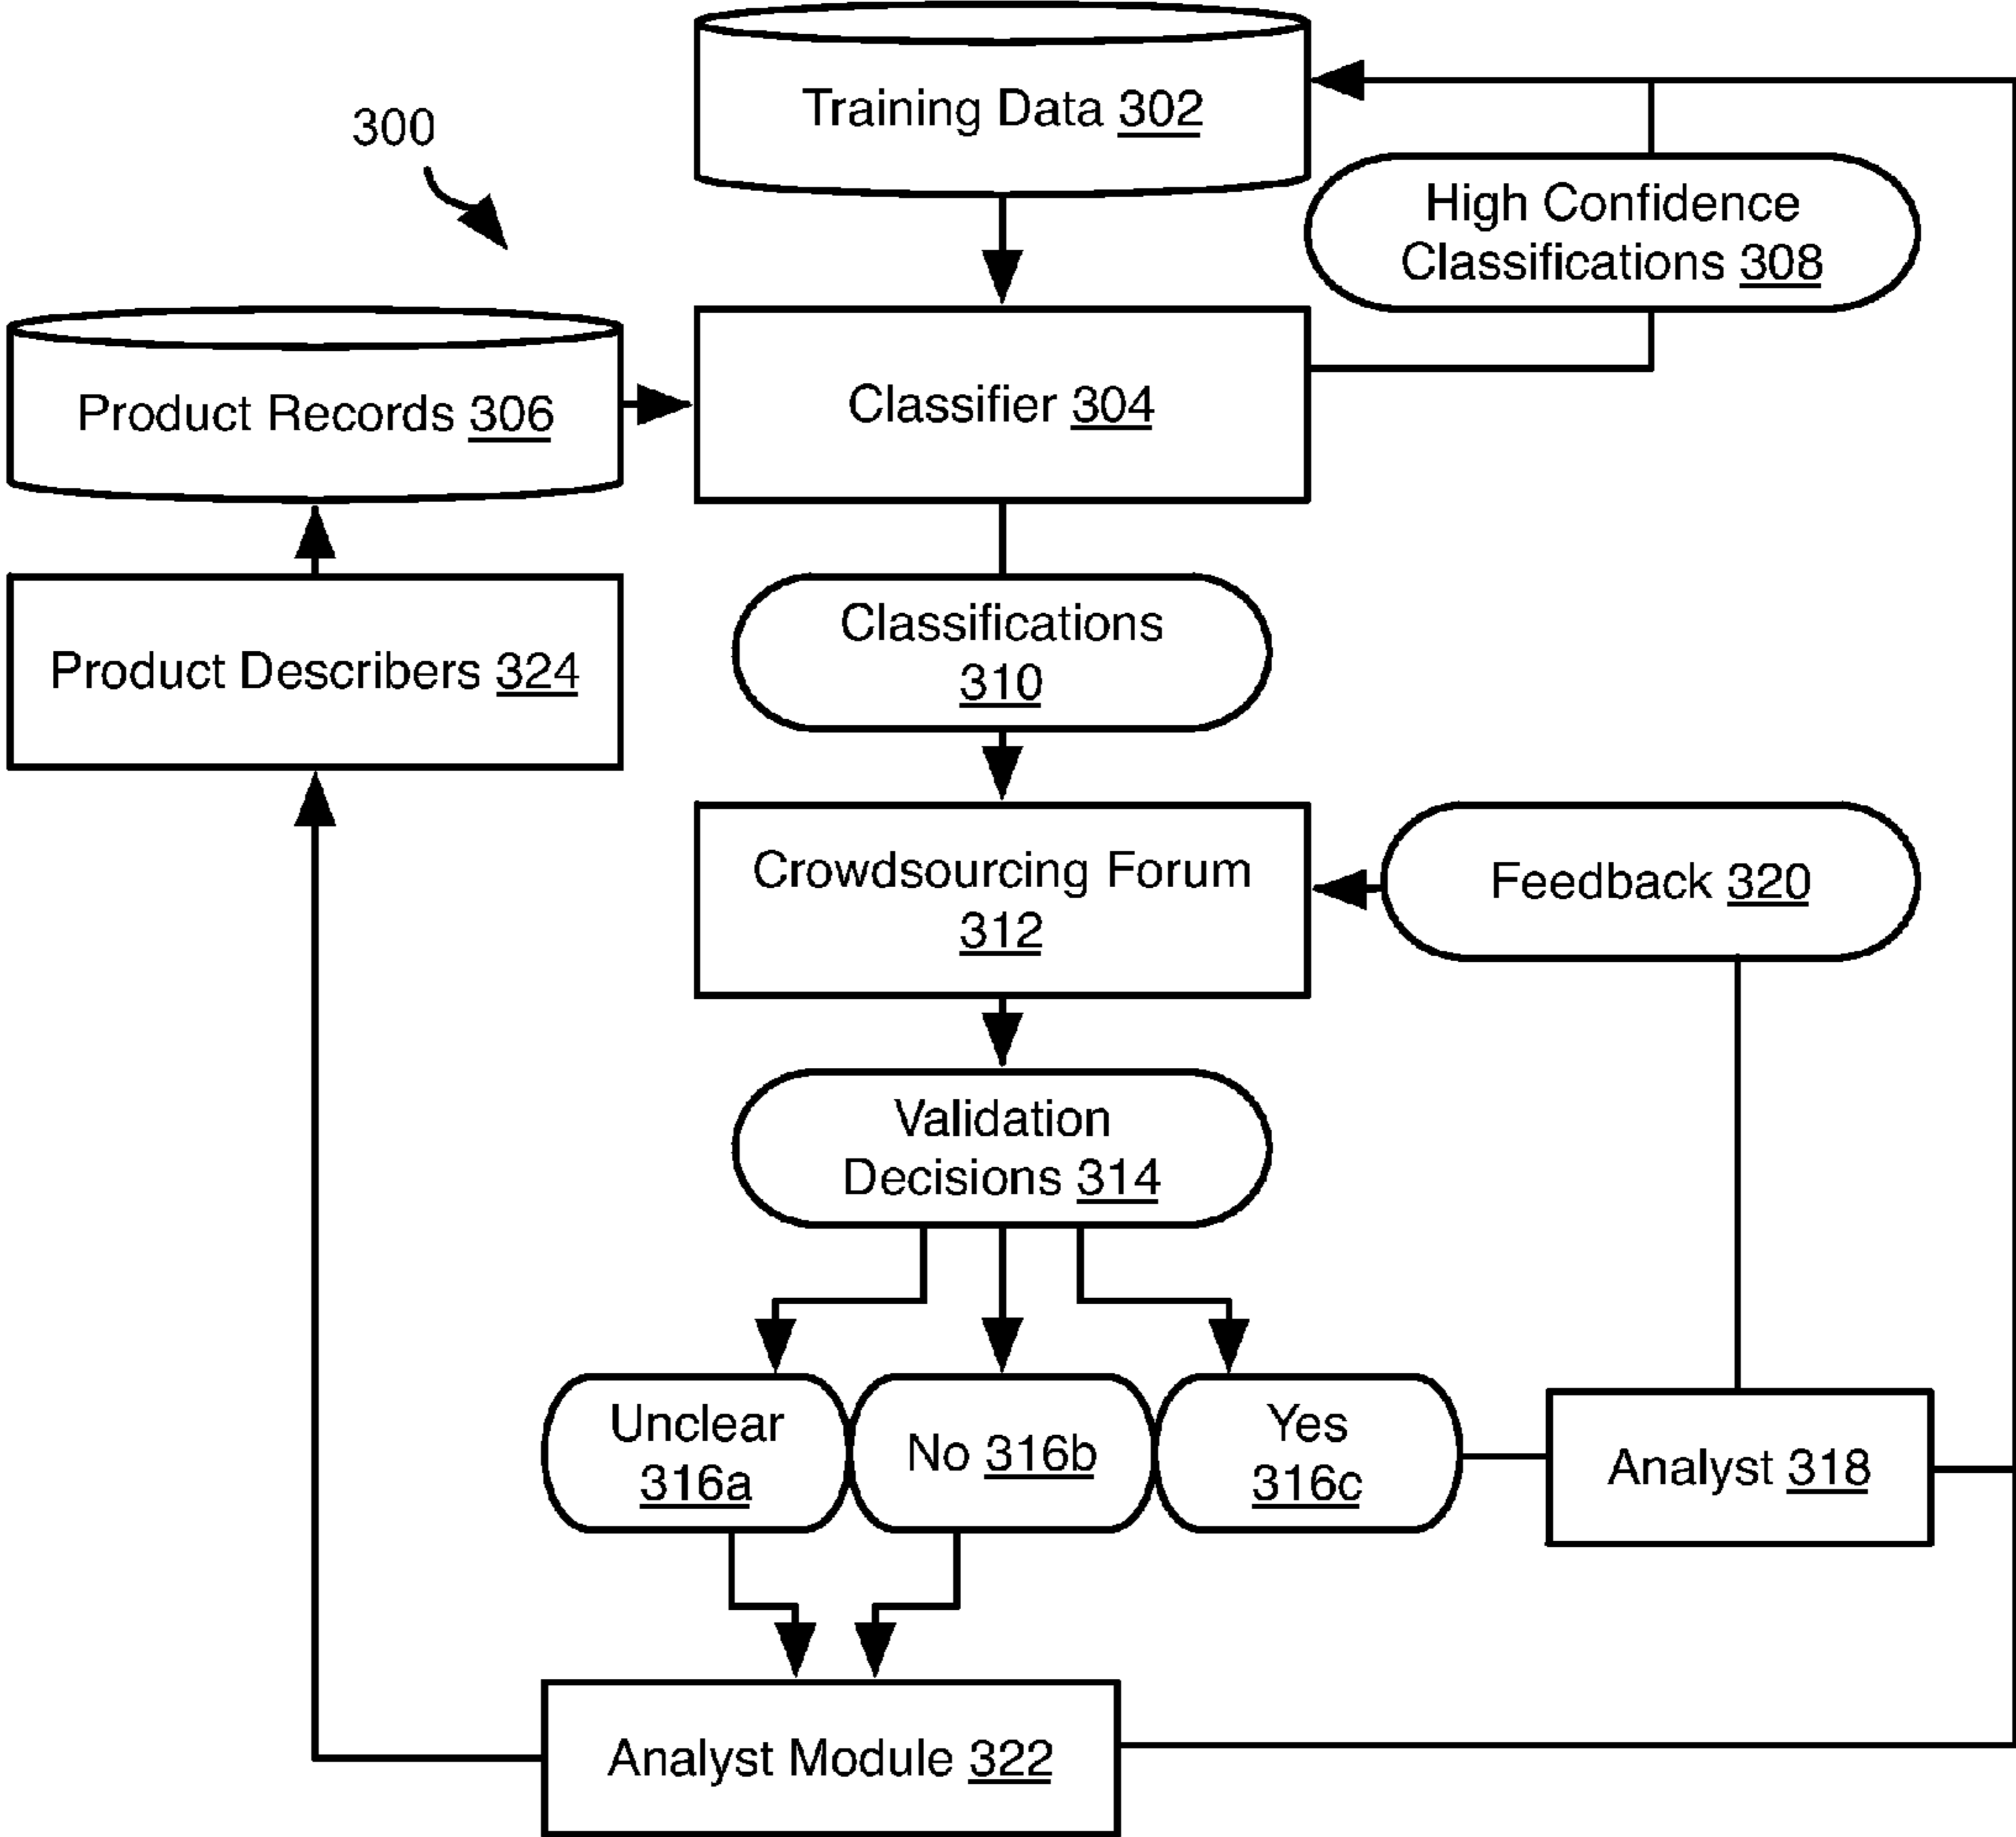 Training Data 302
300
High Confidence
Classifications 308
Product Records 306
Classifier 304
Classifications
310
Product Describers 324
Crowdsourcing Forum
312
Feedback 320
Validation
Decisions 314
Unclear
316a
No 316b
Yes
316c
Analyst 318
Analyst Module 322